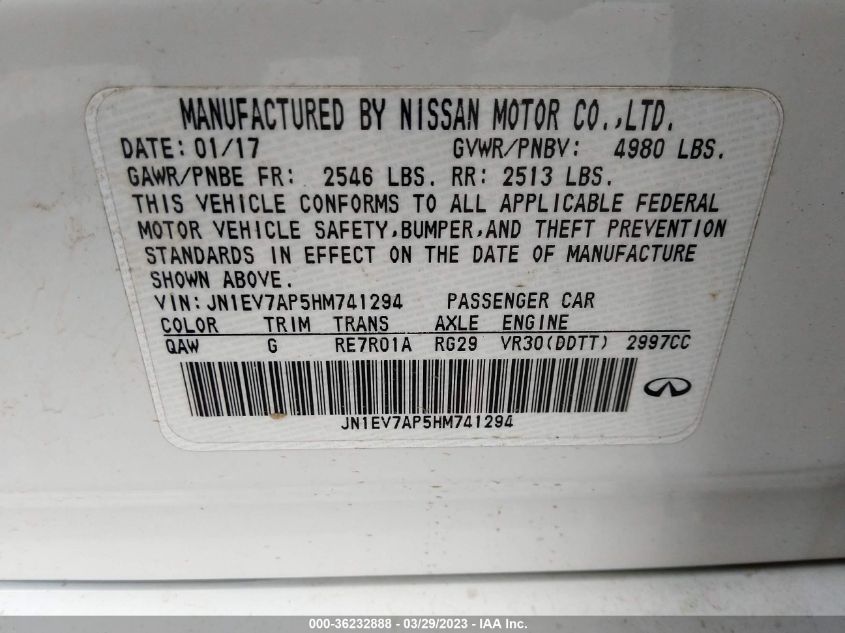 MANUFACTURED BY NISSAN MOTOR CO.,LTD.
DATE: 01/17 GVWR/PNBV: 4980 LBS.
GAWR/PNBE FR: 2546 LBS. RR: 2513 LBS.
THIS VEHICLE CONFORMS TO ALL APPLICABLE FEDERAL
MOTOR VEHICLE SAFETY,BUMPER,AND THEFT PREVENTION
STANDARDS IN EFFECT ON THE DATE OF MANUFACTURE
SHOWN ABOVE.
VIN:JN1EV7AP5HM741294 PASSENGER CAR
COLOR TRIM TRANS AXLE ENGINE
QAW G RE7R01A RG29 VR30(DDTT) 2997CC
JN1EV7AP5HM741294
000-36232888 - 03/29/2023 - IAA Inc.